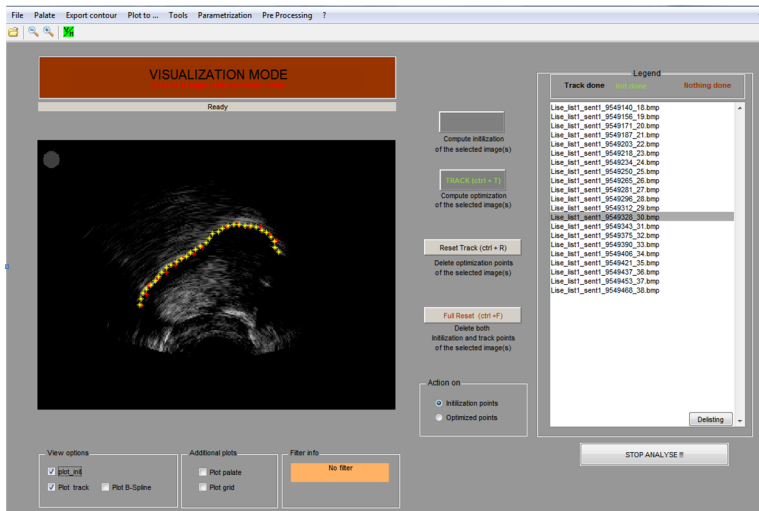 File Palate Export contour Plot to ... Tools Parametrization Pre Processing ?
VISUALIZATION MODE
Ready
Compute initilization
of the selected image(s)
TRACK (ctrl + T)
Compute optimization
of the selected image(s)
Reset Track (ctrl + R)
Delete optimization points
of the selected image(s)
Full Reset (ctrl +F)
Delete both
Initilization and track points
of the selected image(s)
Action on
Initilization points
Optimized points
Legend
Track done Init done Nothing done
Lise_list1_sent1_9549140_18.bmp
Lise_list1_sent1_9549156_19.bmp
Lise_list1_sent1_9549171_20.bmp
Lise_list1_sent1_9549187_21.bmp
Lise_list1_sent1_9549203_22.bmp
Lise_list1_sent1_9549218_23.bmp
Lise_list1_sent1_9549234_24.bmp
Lise_list1_sent1_9549250_25.bmp
Lise_list1_sent1_9549265_26.bmp
Lise_list1_sent1_9549281_27.bmp
Lise_list1_sent1_9549296_28.bmp
Lise_list1_sent1_9549312_29.bmp
Lise_list1_sent1_9549328_30.bmp
Lise_list1_sent1_9549343_31.bmp
Lise_list1_sent1_9549375_32.bmp
Lise_list1_sent1_9549390_33.bmp
Lise_list1_sent1_9549406_34.bmp
Lise_list1_sent1_9549421_35.bmp
Lise_list1_sent1_9549437_36.bmp
Lise_list1_sent1_9549453_37.bmp
Lise_list1_sent1_9549468_38.bmp
Delisting
STOP ANALYSE !!
View options
plot_init
Plot track Plot B-Spline
Additional plots
Plot palate
Plot grid
Filter info
No filter